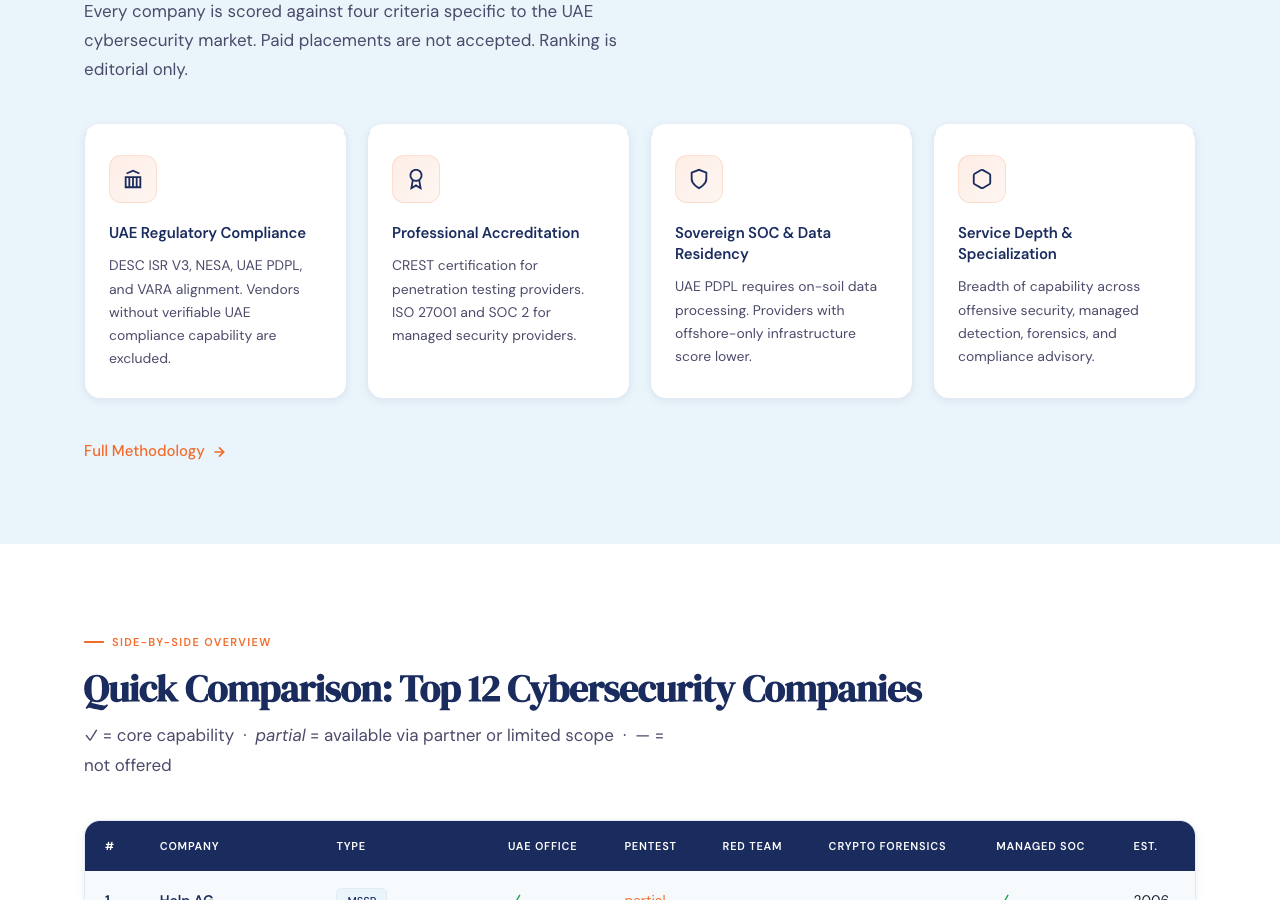 Every company is scored against four criteria specific to the UAE
cybersecurity market. Paid placements are not accepted. Ranking is
editorial only.
UAE Regulatory Compliance
DESC ISR V3, NESA, UAE PDPL,
and VARA alignment. Vendors
without verifiable UAE
compliance capability are
excluded.
Professional Accreditation
CREST certification for
penetration testing providers.
ISO 27001 and SOC 2 for
managed security providers.
Sovereign SOC & Data
Residency
UAE PDPL requires on-soil data
processing. Providers with
offshore-only infrastructure
score lower.
Service Depth &
Specialization
Breadth of capability across
offensive security, managed
detection, forensics, and
compliance advisory.
Full Methodology →
SIDE-BY-SIDE OVERVIEW
Quick Comparison: Top 12 Cybersecurity Companies
✓ = core capability · partial = available via partner or limited scope · — =
not offered
# COMPANY TYPE UAE OFFICE PENTEST RED TEAM CRYPTO FORENSICS MANAGED SOC EST.
1 Help AG MSSP ✓ partial ✓ 2006